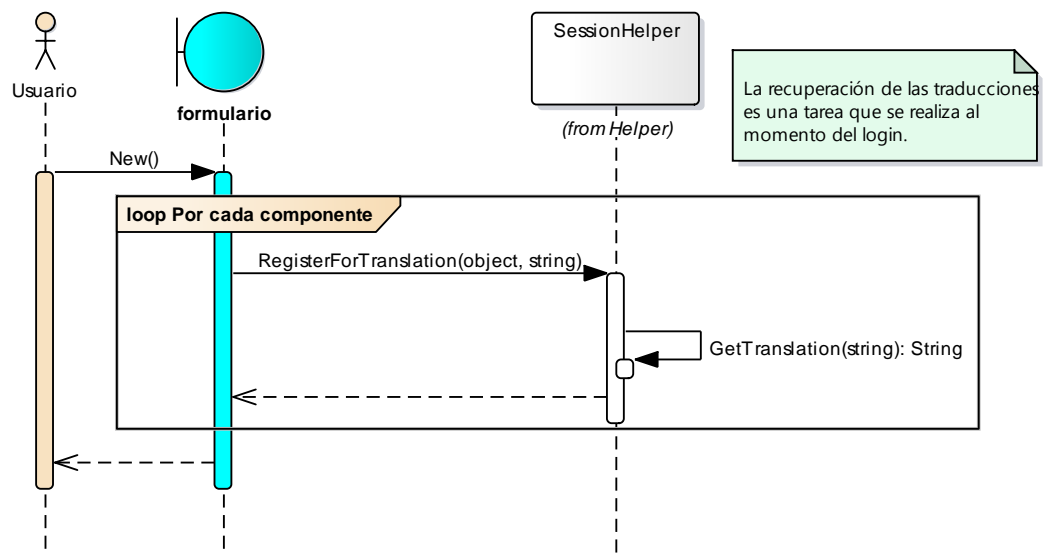 Usuario
formulario
SessionHelper
(from Helper)
La recuperación de las traducciones
es una tarea que se realiza al
momento del login.
New()
loop Por cada componente
RegisterForTranslation(object, string)
GetTranslation(string): String